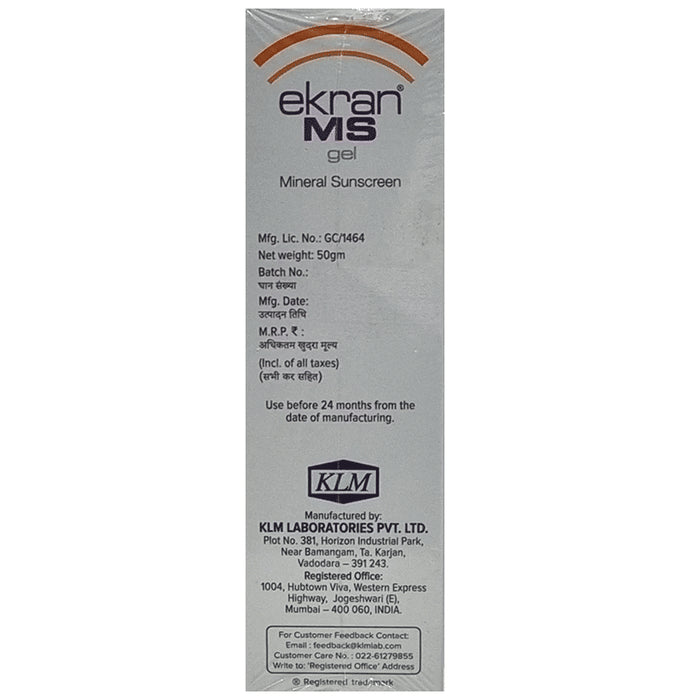 ekran®
MS
gel
Mineral Sunscreen
Mfg. Lic. No.: GC/1464
Net weight: 50gm
Batch No.:
घान संख्या
Mfg. Date:
उत्पादन तिथि
M.R.P. ₹ :
अधिकतम खुदरा मूल्य
(Incl. of all taxes)
(सभी कर सहित)
Use before 24 months from the
date of manufacturing.
KLM
Manufactured by:
KLM LABORATORIES PVT. LTD.
Plot No. 381, Horizon Industrial Park,
Near Bamangam, Ta. Karjan,
Vadodara – 391 243.
Registered Office:
1004, Hubtown Viva, Western Express
Highway, Jogeshwari (E),
Mumbai – 400 060, INDIA.
For Customer Feedback Contact:
Email : feedback@klmlab.com
Customer Care No. : 022-61279855
Write to: 'Registered Office' Address
® Registered trademark